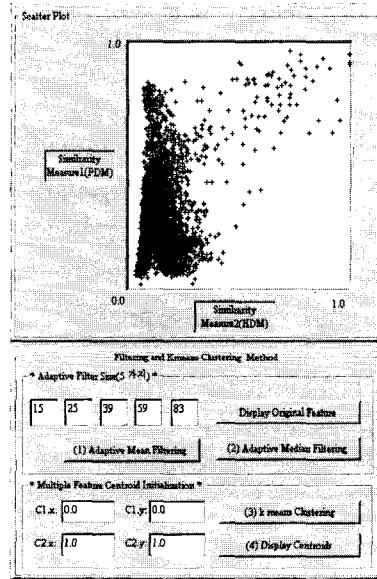 Scatter Plot
1.0
Similarity
Measure1(PDM)
0.0
1.0
Similarity
Measure2(HDM)
Filtering and Kmeans Clustering Method
* Adaptive Filter Size(S
15 25 39 59 83
Display Original Feature
(1) Adaptive Mean Filtering
(2) Adaptive Median Filtering
* Multiple Feature Centroid Initialization *
C1.x: 0.0 C1.y: 0.0
(3) k means Clustering
C2.x: 1.0 C2.y: 1.0
(4) Display Centroids